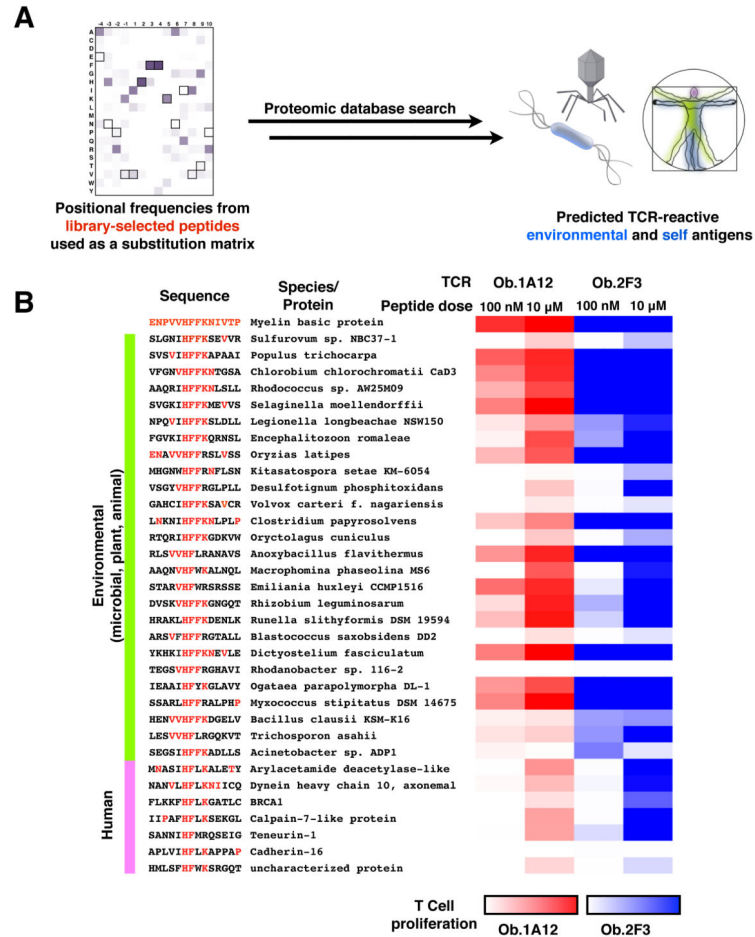 A
-4 -3 -2 -1 1 2 3 4 5 6 7 8 9 10
A
C
D
E
F
G
H
I
K
L
M
N
P
Q
R
S
T
V
W
Y
Positional frequencies from
library-selected peptides
used as a substitution matrix
Proteomic database search
Predicted TCR-reactive
environmental and self antigens
B
Sequence
Species/
Protein
TCR Ob.1A12 Ob.2F3
Peptide dose 100 nM 10 µM 100 nM 10 µM
ENPVVHFFKNIVTP Myelin basic protein
SLGNIHFFKSEVVR Sulfurovum sp. NBC37-1
SVSVIHFFKAPAAI Populus trichocarpa
VFGNVHFFKNTGSA Chlorobium chlorochromatii CaD3
AAQRIHFFKNLSLL Rhodococcus sp. AW25M09
SVGKIHFFKMEVVS Selaginella moellendorffii
NPQVIHFFKSLDLL Legionella longbeachae NSW150
FGVKIHFFKQRNSL Encephalitozoon romaleae
ENAVVHFFRSLVSS Oryzias latipes
MHGNWHFFRNFLSN Kitasatospora setae KM-6054
VSGYVHFFRGLPLL Desulfotignum phosphitoxidans
GAHCIHFFKSAVCR Volvox carteri f. nagariensis
LKNKIHFFKNLPLP Clostridium papyrosolvens
RTQRIHFFKGDKVW Oryctolagus cuniculus
RLSVVHFLRANAVS Anoxybacillus flavithermus
AAQNVHFWKALNQL Macrophomina phaseolina MS6
STARVHFWRSRSSE Emiliania huxleyi CCMP1516
DVSKVHFFKGNGQT Rhizobium leguminosarum
HRAKLHFFKDENLK Runella slithyformis DSM 19594
ARSVFHFFRGTALL Blastococcus saxobsidens DD2
YKHKIHFFKNEVLE Dictyostelium fasciculatum
TEGSVHFFRGHAVI Rhodanobacter sp. 116-2
IEAAIHFYKGLAVY Ogataea parapolymorpha DL-1
SSARLHFFRALPHP Myxococcus stipitatus DSM 14675
HENVVHFFKDGELV Bacillus clausii KSM-K16
LESVVHFLRGQKVT Trichosporon asahii
SEGSIHFFKADLLS Acinetobacter sp. ADP1
MNASIHFLKALETY Arylacetamide deacetylase-like
NANVLHFLKNIICQ Dynein heavy chain 10, axonemal
FLKKFHFLKGATLC BRCA1
IIPAFHFLKSEKGL Calpain-7-like protein
SANNIHFMRQSEIG Teneurin-1
APLVIHFLKAPPAP Cadherin-16
HMLSFHFWKSRGQT uncharacterized protein
Environmental
(microbial, plant, animal)
Human
T Cell
proliferation
Ob.1A12
Ob.2F3